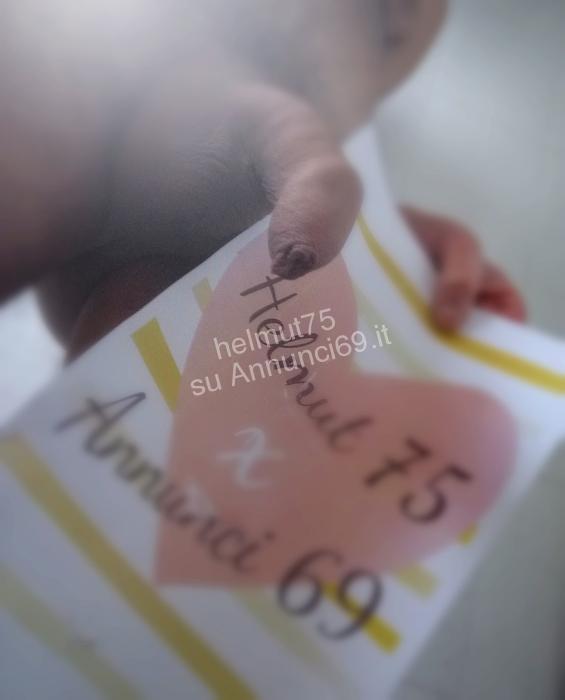 Helmut 75
x
Annunci 69
helmut75
su Annunci69.it